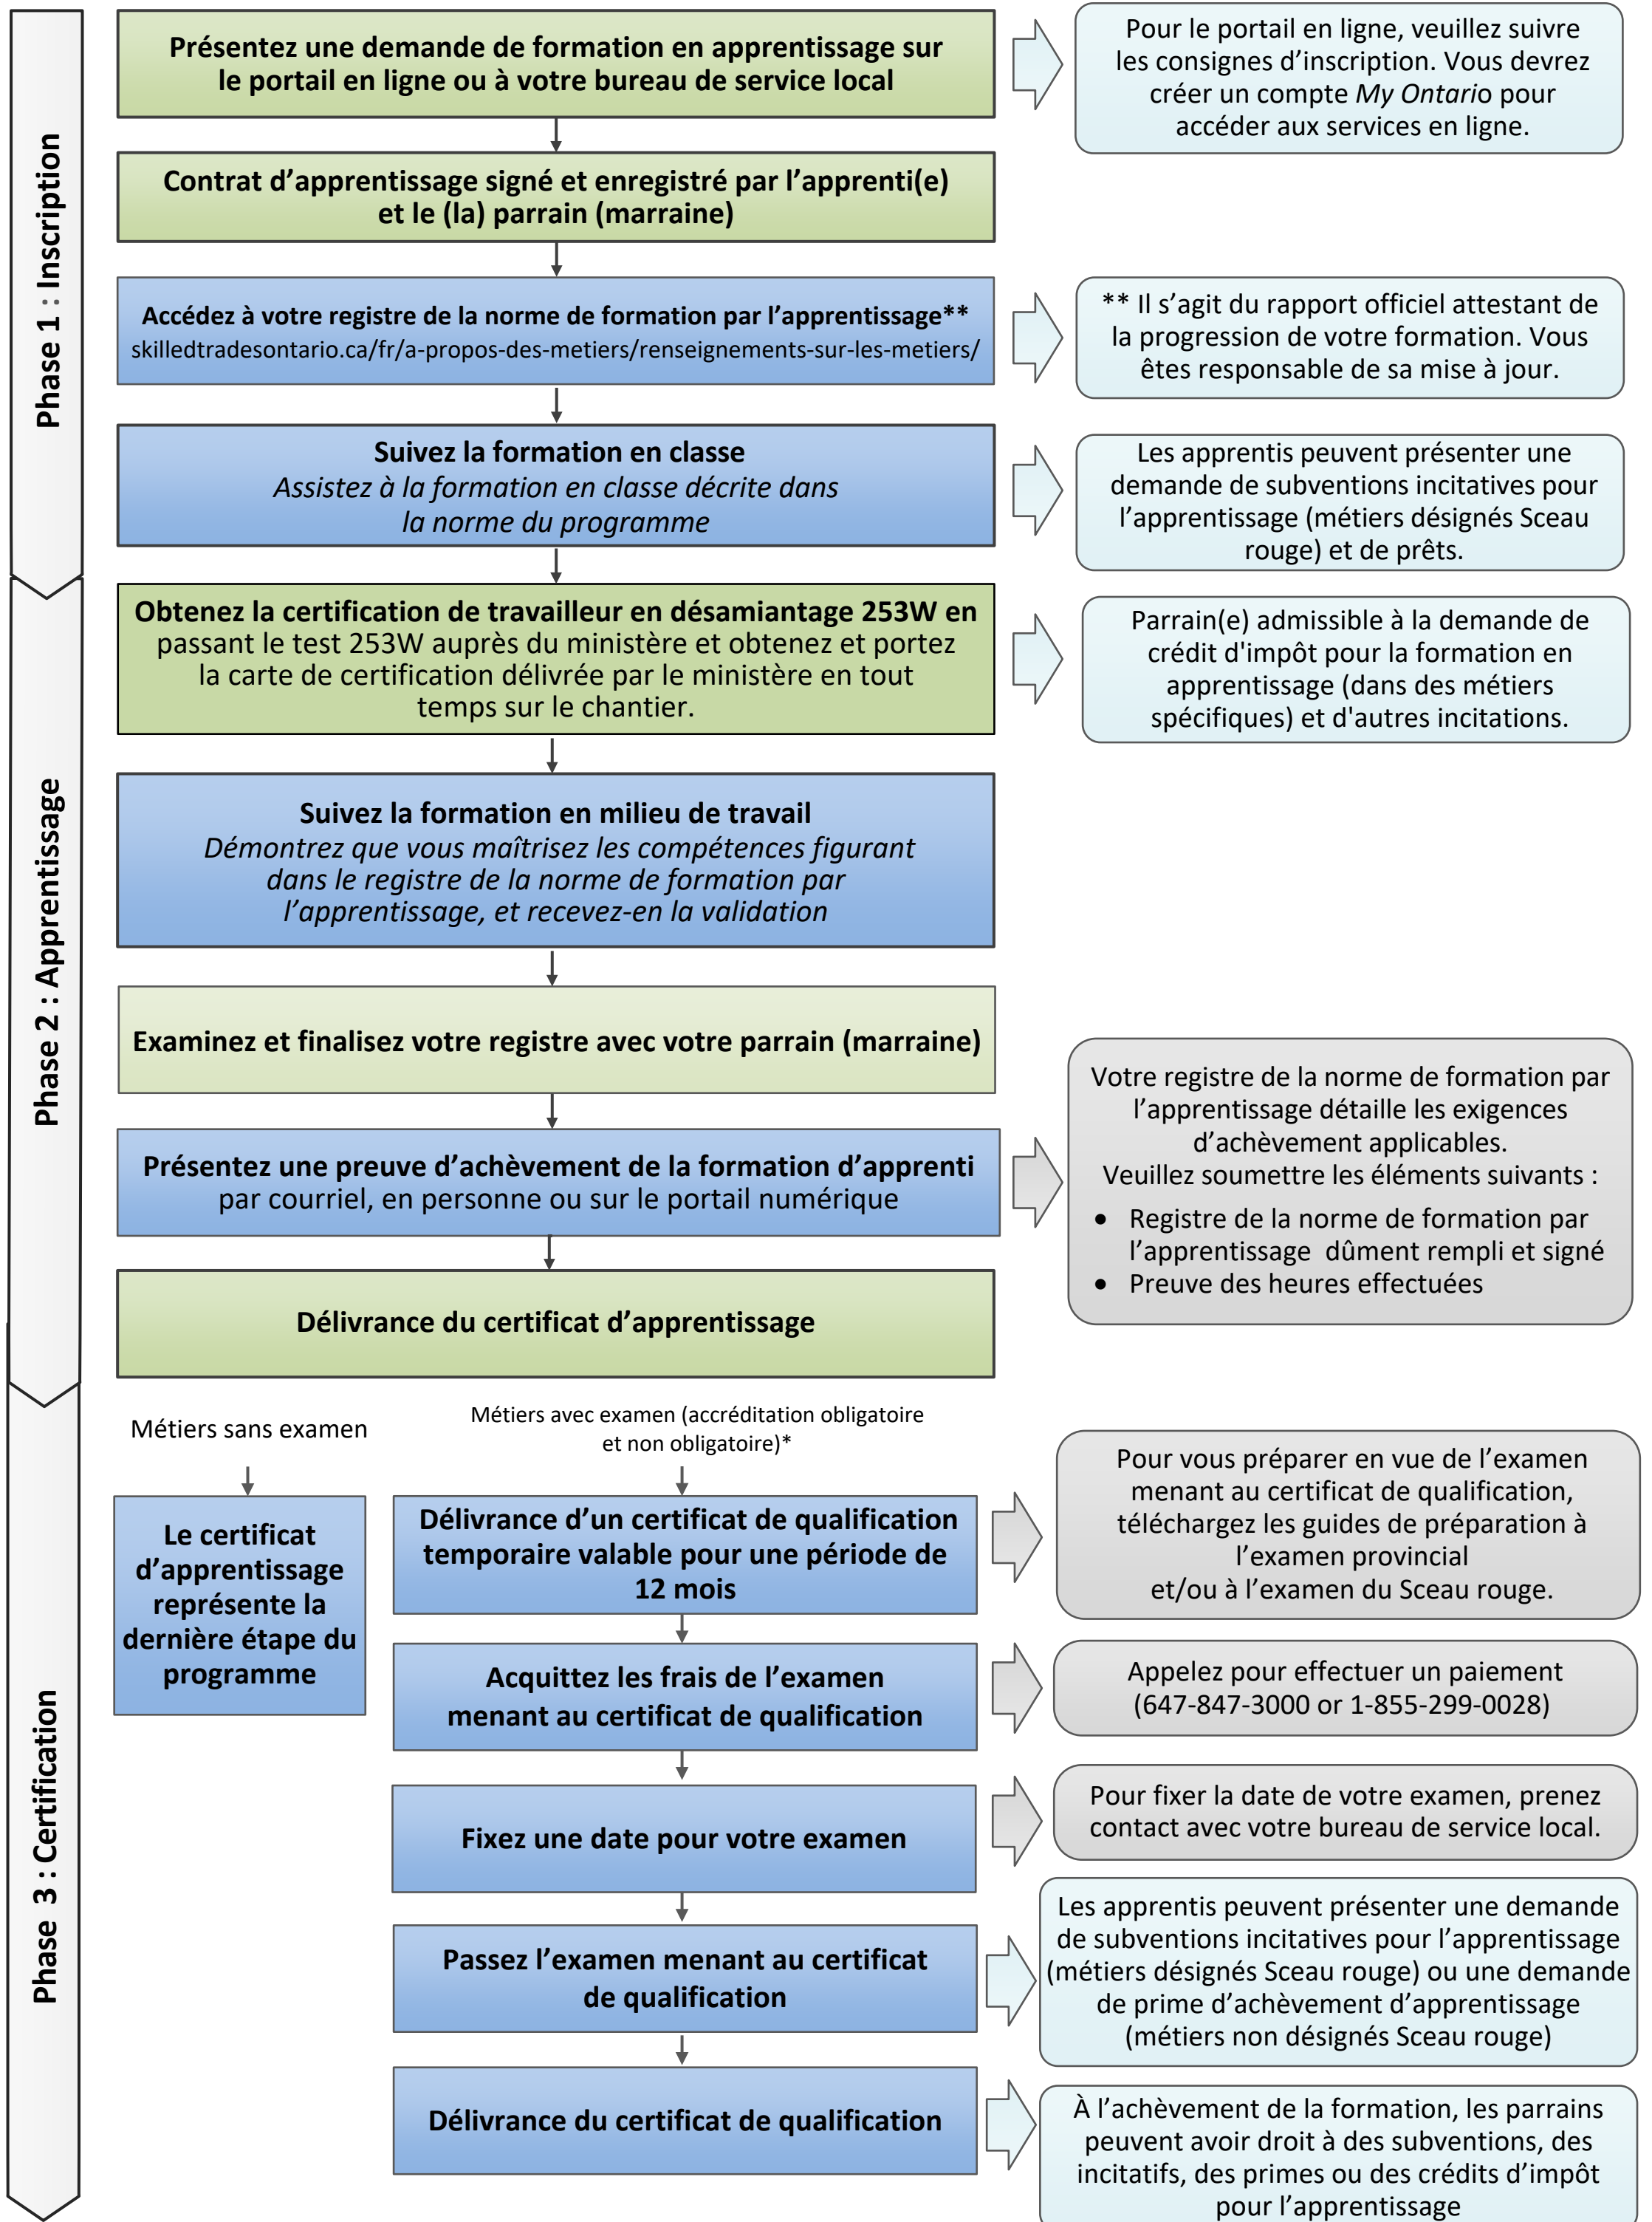 Phase 1 : Inscription
Présentez une demande de formation en apprentissage sur
le portail en ligne ou à votre bureau de service local
Pour le portail en ligne, veuillez suivre
les consignes d’inscription. Vous devrez
créer un compte My Ontario pour
accéder aux services en ligne.
Contrat d’apprentissage signé et enregistré par l’apprenti(e)
et le (la) parrain (marraine)
Accédez à votre registre de la norme de formation par l’apprentissage**
skilledtradesontario.ca/fr/a-propos-des-metiers/renseignements-sur-les-metiers/
** Il s’agit du rapport officiel attestant de
la progression de votre formation. Vous
êtes responsable de sa mise à jour.
Suivez la formation en classe
Assistez à la formation en classe décrite dans
la norme du programme
Les apprentis peuvent présenter une
demande de subventions incitatives pour
l’apprentissage (métiers désignés Sceau
rouge) et de prêts.
Phase 2 : Apprentissage
Obtenez la certification de travailleur en désamiantage 253W en
passant le test 253W auprès du ministère et obtenez et portez
la carte de certification délivrée par le ministère en tout
temps sur le chantier.
Parrain(e) admissible à la demande de
crédit d'impôt pour la formation en
apprentissage (dans des métiers
spécifiques) et d'autres incitations.
Suivez la formation en milieu de travail
Démontrez que vous maîtrisez les compétences figurant
dans le registre de la norme de formation par
l’apprentissage, et recevez-en la validation
Examinez et finalisez votre registre avec votre parrain (marraine)
Présentez une preuve d’achèvement de la formation d’apprenti
par courriel, en personne ou sur le portail numérique
Votre registre de la norme de formation par
l’apprentissage détaille les exigences
d’achèvement applicables.
Veuillez soumettre les éléments suivants :
• Registre de la norme de formation par
l’apprentissage dûment rempli et signé
• Preuve des heures effectuées
Délivrance du certificat d’apprentissage
Phase 3 : Certification
Métiers sans examen
Le certificat
d’apprentissage
représente la
dernière étape du
programme
Métiers avec examen (accréditation obligatoire
et non obligatoire)*
Délivrance d’un certificat de qualification
temporaire valable pour une période de
12 mois
Pour vous préparer en vue de l’examen
menant au certificat de qualification,
téléchargez les guides de préparation à
l’examen provincial
et/ou à l’examen du Sceau rouge.
Acquittez les frais de l’examen
menant au certificat de qualification
Appelez pour effectuer un paiement
(647-847-3000 or 1-855-299-0028)
Fixez une date pour votre examen
Pour fixer la date de votre examen, prenez
contact avec votre bureau de service local.
Passez l’examen menant au certificat
de qualification
Les apprentis peuvent présenter une demande
de subventions incitatives pour l’apprentissage
(métiers désignés Sceau rouge) ou une demande
de prime d’achèvement d’apprentissage
(métiers non désignés Sceau rouge)
Délivrance du certificat de qualification
À l’achèvement de la formation, les parrains
peuvent avoir droit à des subventions, des
incitatifs, des primes ou des crédits d’impôt
pour l’apprentissage